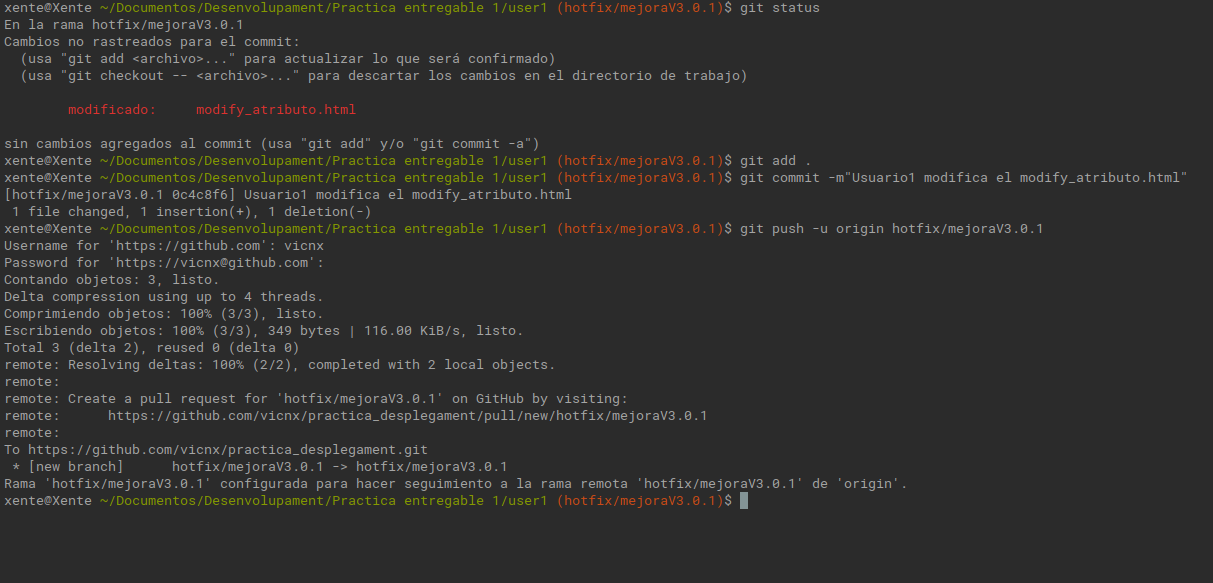 xente@Xente ~/Documentos/Desenvolupament/Practica entregable 1/user1 (hotfix/mejoraV3.0.1)$ git status
En la rama hotfix/mejoraV3.0.1
Cambios no rastreados para el commit:
  (usa "git add <archivo>..." para actualizar lo que será confirmado)
  (usa "git checkout -- <archivo>..." para descartar los cambios en el directorio de trabajo)

        modificado:     modify_atributo.html

sin cambios agregados al commit (usa "git add" y/o "git commit -a")
xente@Xente ~/Documentos/Desenvolupament/Practica entregable 1/user1 (hotfix/mejoraV3.0.1)$ git add .
xente@Xente ~/Documentos/Desenvolupament/Practica entregable 1/user1 (hotfix/mejoraV3.0.1)$ git commit -m"Usuario1 modifica el modify_atributo.html"
[hotfix/mejoraV3.0.1 0c4c8f6] Usuario1 modifica el modify_atributo.html
 1 file changed, 1 insertion(+), 1 deletion(-)
xente@Xente ~/Documentos/Desenvolupament/Practica entregable 1/user1 (hotfix/mejoraV3.0.1)$ git push -u origin hotfix/mejoraV3.0.1
Username for 'https://github.com': vicnx
Password for 'https://vicnx@github.com':
Contando objetos: 3, listo.
Delta compression using up to 4 threads.
Comprimiendo objetos: 100% (3/3), listo.
Escribiendo objetos: 100% (3/3), 349 bytes | 116.00 KiB/s, listo.
Total 3 (delta 2), reused 0 (delta 0)
remote: Resolving deltas: 100% (2/2), completed with 2 local objects.
remote:
remote: Create a pull request for 'hotfix/mejoraV3.0.1' on GitHub by visiting:
remote:      https://github.com/vicnx/practica_desplegament/pull/new/hotfix/mejoraV3.0.1
remote:
To https://github.com/vicnx/practica_desplegament.git
 * [new branch]      hotfix/mejoraV3.0.1 -> hotfix/mejoraV3.0.1
Rama 'hotfix/mejoraV3.0.1' configurada para hacer seguimiento a la rama remota 'hotfix/mejoraV3.0.1' de 'origin'.
xente@Xente ~/Documentos/Desenvolupament/Practica entregable 1/user1 (hotfix/mejoraV3.0.1)$